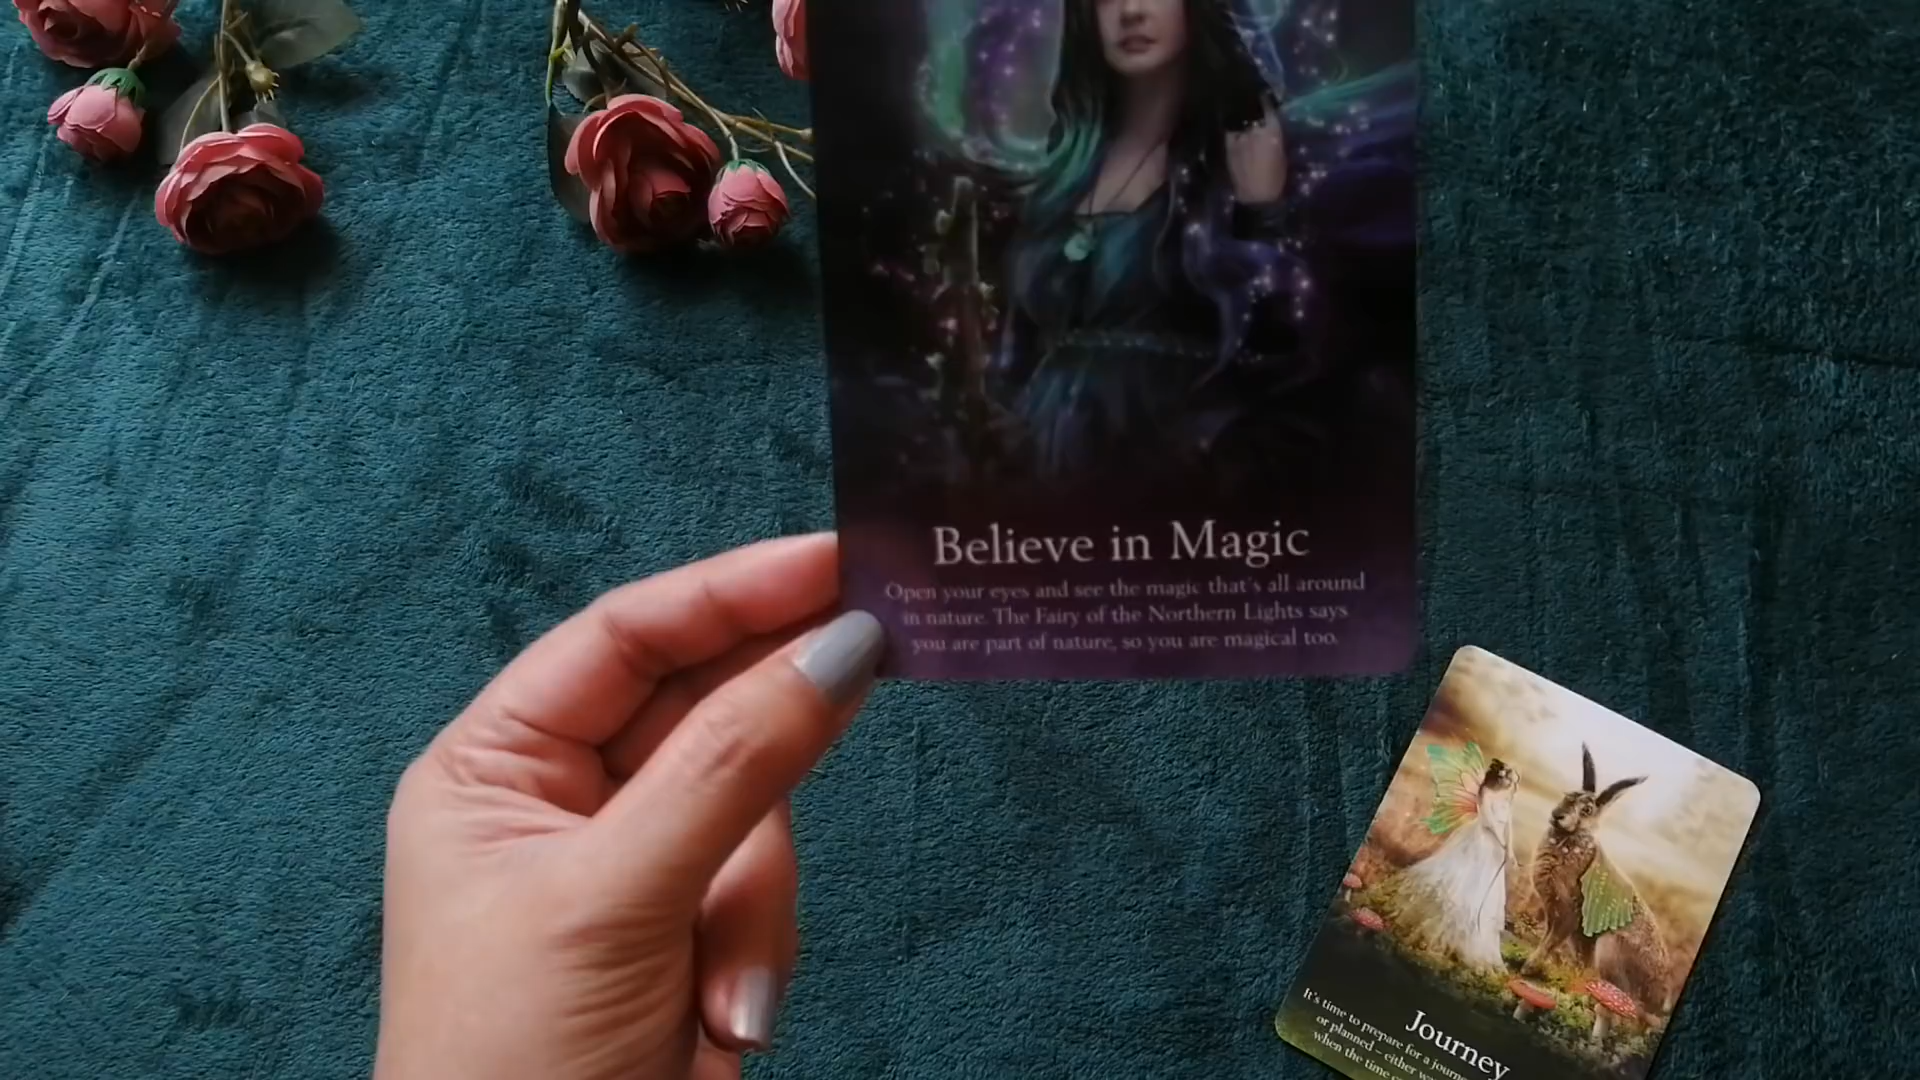 Believe in Magic
Open your eyes and see the magic that's all around
in nature. The Fairy of the Northern Lights says
you are part of nature, so you are magical too.
Journey
It's time to prepare for a
or planned – either
when the time